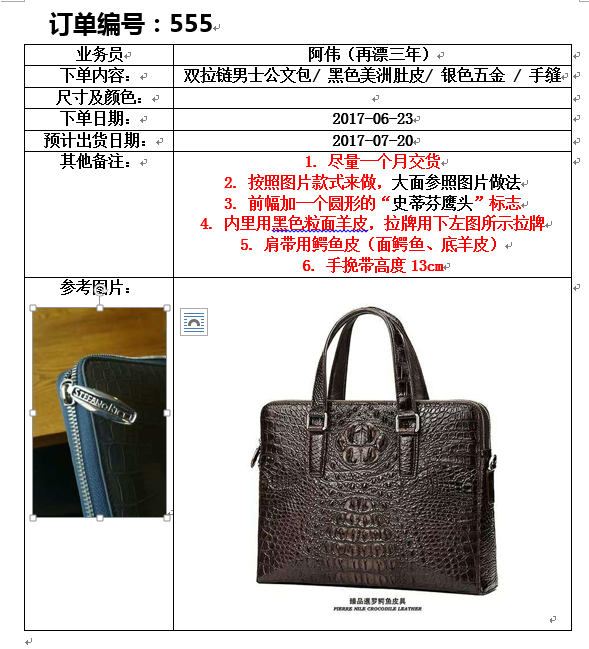 订单编号：555
业务员
阿伟（再漂三年）
下单内容：
双拉链男士公文包/ 黑色美洲肚皮/ 银色五金 / 手缝
尺寸及颜色：
下单日期：
2017-06-23
预计出货日期：
2017-07-20
其他备注：
1. 尽量一个月交货
2. 按照图片款式来做，大面参照图片做法
3. 前幅加一个圆形的“史蒂芬鹰头”标志
4. 内里用黑色粒面羊皮，拉牌用下左图所示拉牌
5. 肩带用鳄鱼皮（面鳄鱼、底羊皮）
6. 手挽带高度 13cm
参考图片：
STEFANO RICCI
臻品暹罗鳄鱼皮具
PIERRE NILE CROCODILE LEATHER